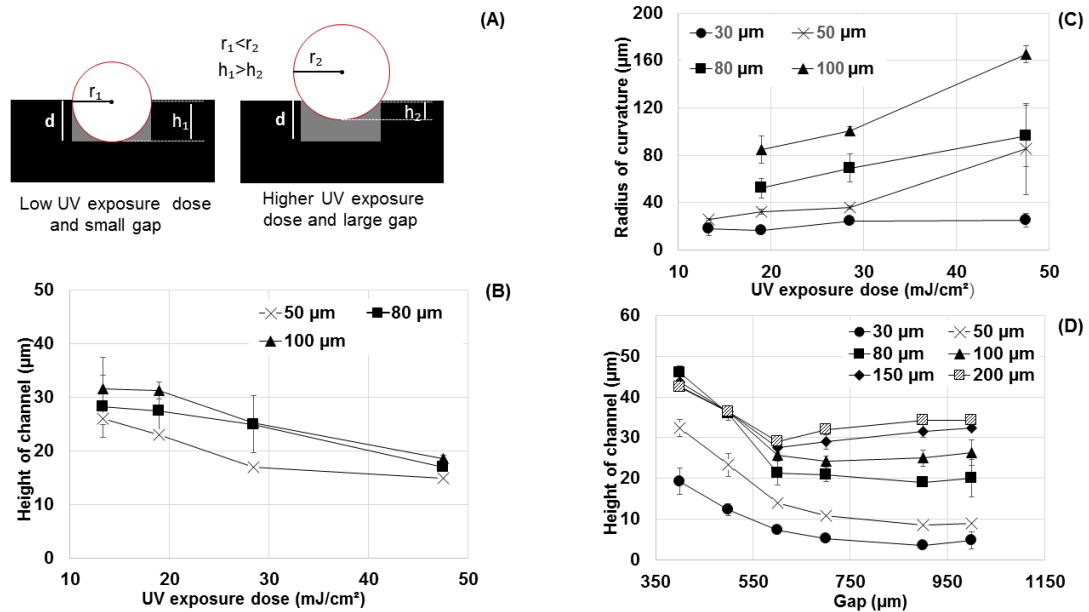 (A)
r₁<r₂
h₁>h₂
r₁
d
h₁
r₂
d
h₂
Low UV exposure dose
and small gap
Higher UV exposure
dose and large gap
(B)
50
40
30
20
10
0
10 20 30 40 50
Height of channel (µm)
UV exposure dose (mJ/cm²)
50 µm
80 µm
100 µm
(C)
200
160
120
80
40
0
10 20 30 40 50
Radius of curvature (µm)
UV exposure dose (mJ/cm²)
30 µm
50 µm
80 µm
100 µm
(D)
60
50
40
30
20
10
0
350 550 750 950 1150
Height of channel (µm)
Gap (µm)
30 µm
50 µm
80 µm
100 µm
150 µm
200 µm